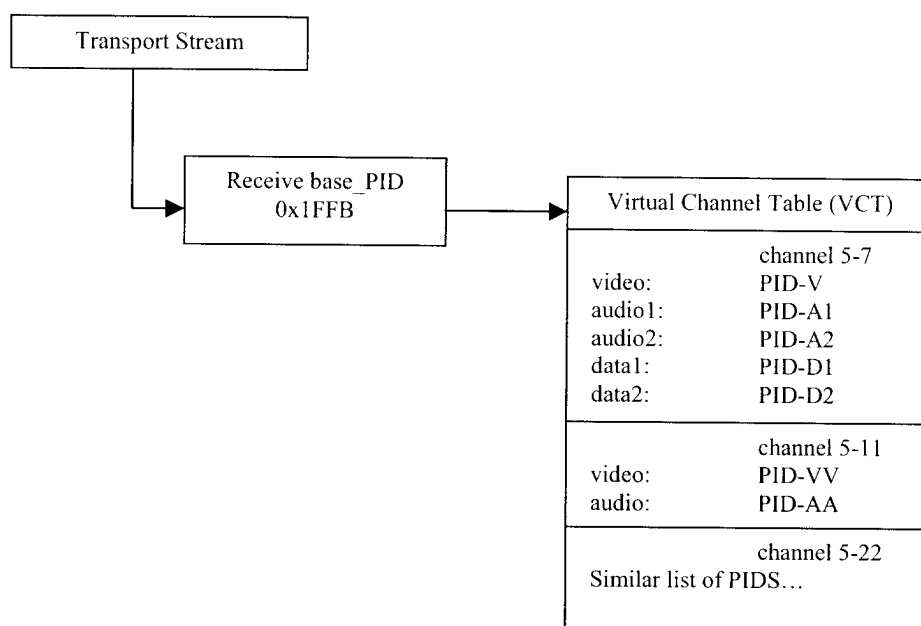 Transport Stream
Receive base_PID
0x1FFB
Virtual Channel Table (VCT)
channel 5-7
video: PID-V
audio1: PID-A1
audio2: PID-A2
data1: PID-D1
data2: PID-D2
channel 5-11
video: PID-VV
audio: PID-AA
channel 5-22
Similar list of PIDS...